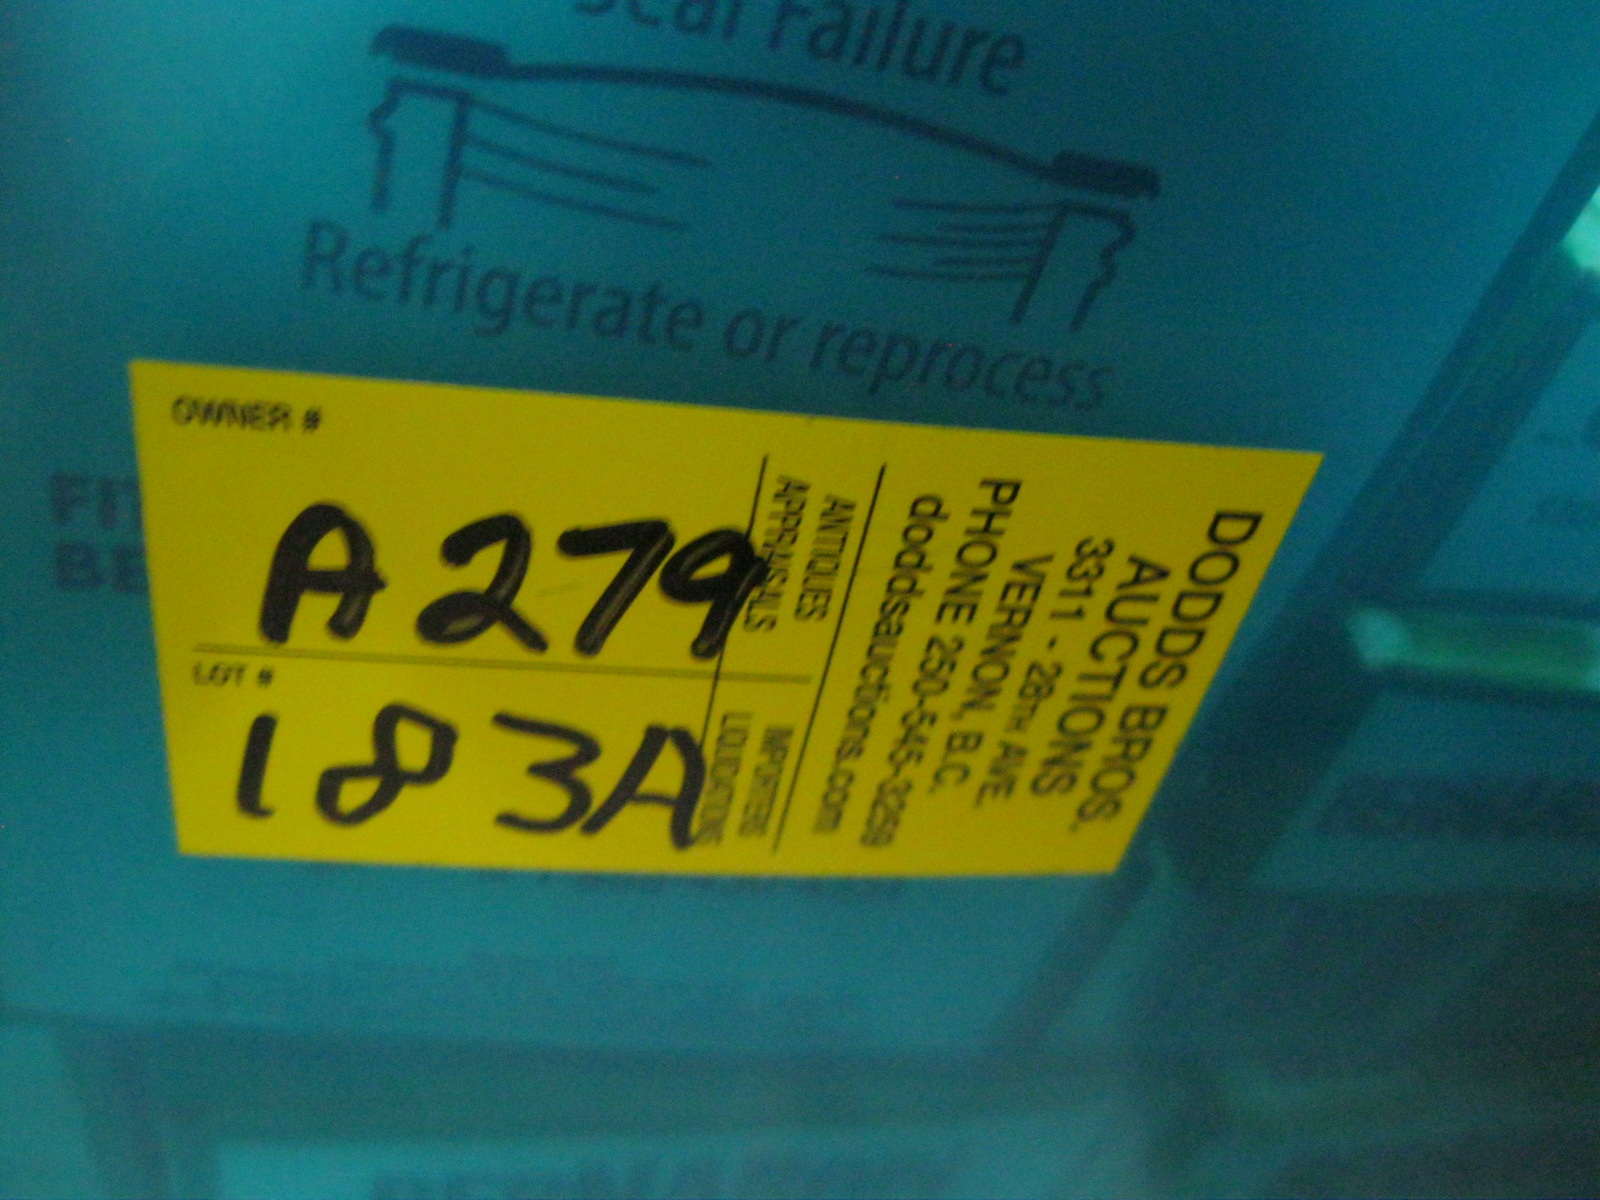 Seal Failure
Refrigerate or reprocess
OWNER #
A279
LOT #
183A
ANTIQUES
APPRAISALS
IMPORTERS
LIQUIDATIONS
DODDS BROS.
AUCTIONS
3311 - 28TH AVE.
VERNON, B.C.
PHONE 250-545-3259
doddsauctions.com